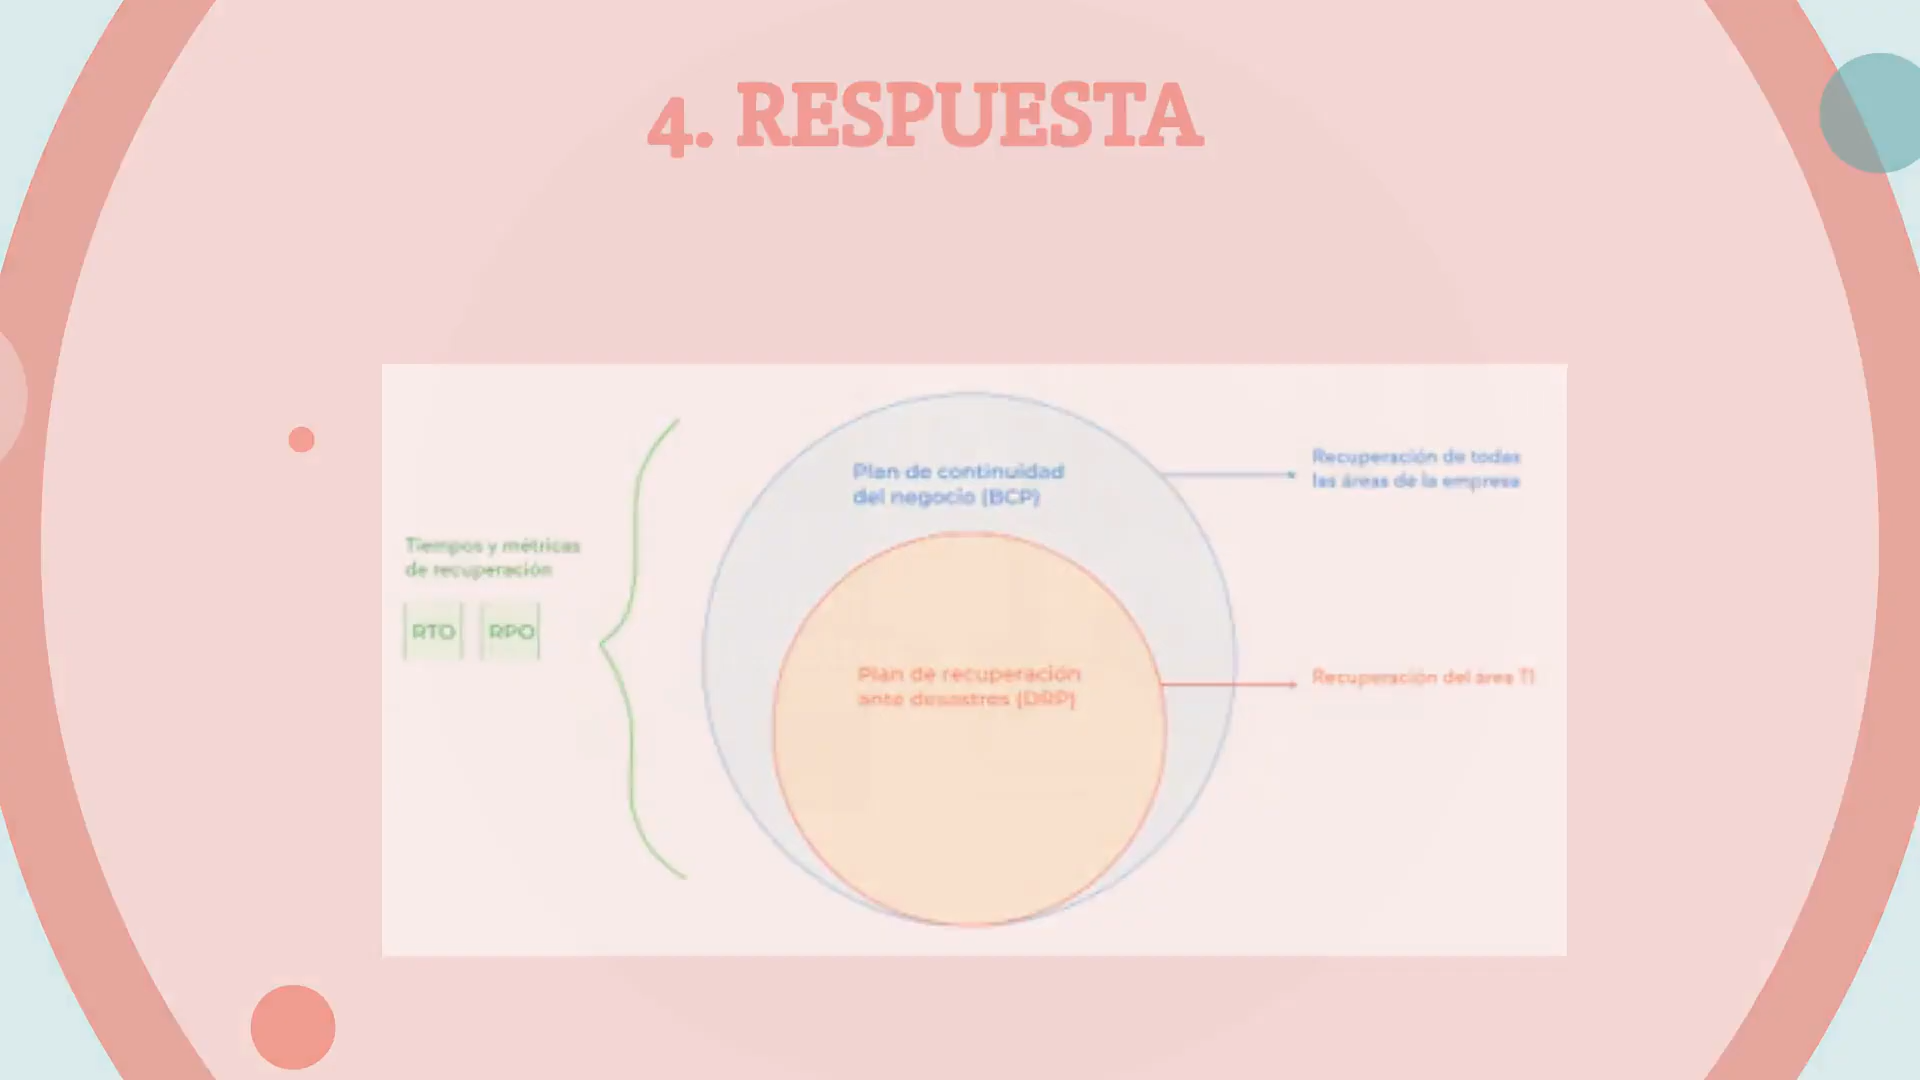 4. RESPUESTA
Plan de continuidad
del negocio (BCP)
Recuperación de todas
las áreas de la empresa
Tiempos y métricas
de recuperación
RTO RPO
Plan de recuperación
ante desastres (DRP)
Recuperación del área TI